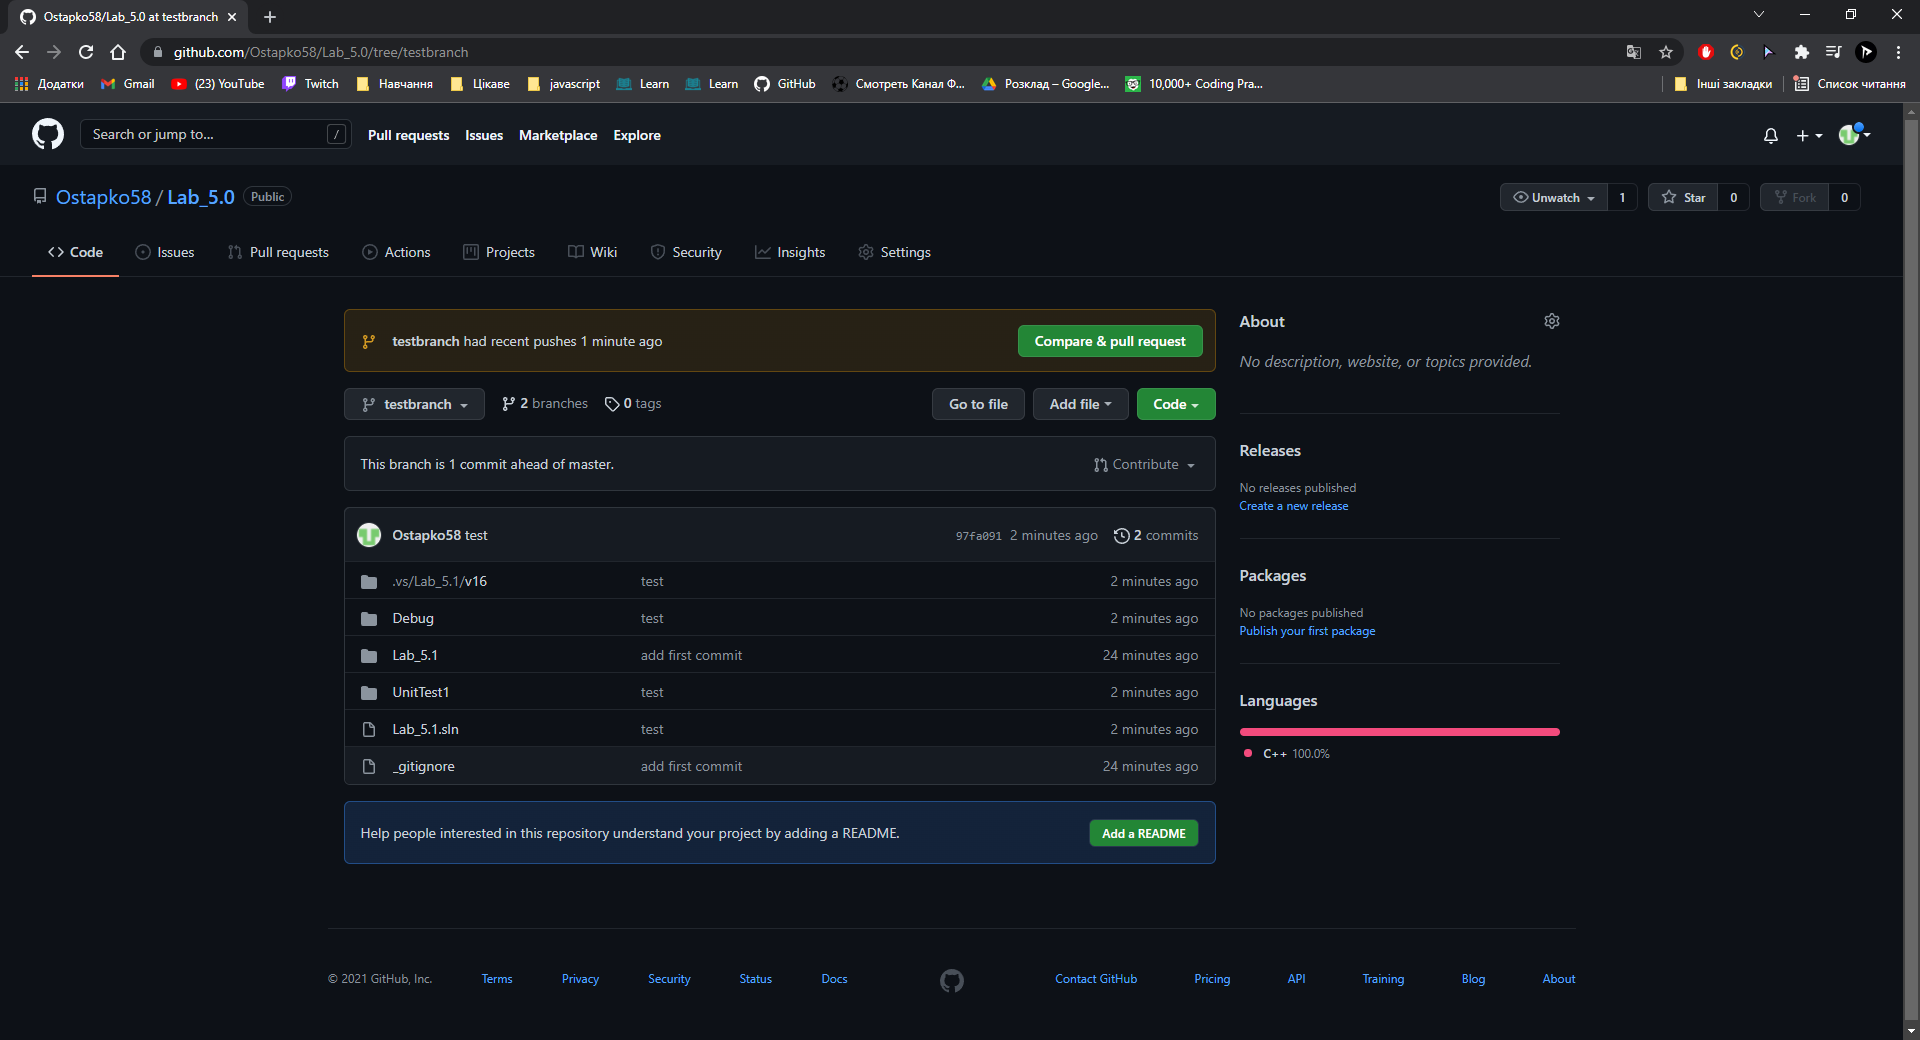 Ostapko58/Lab_5.0 at testbranch
github.com/Ostapko58/Lab_5.0/tree/testbranch
Додатки Gmail (23) YouTube Twitch Навчання Цікаве javascript Learn Learn GitHub Смотреть Канал Ф... Розклад – Google... 10,000+ Coding Pra... Інші закладки Список читання
Search or jump to... / Pull requests Issues Marketplace Explore
Ostapko58 / Lab_5.0 Public Unwatch 1 Star 0 Fork 0
Code Issues Pull requests Actions Projects Wiki Security Insights Settings
testbranch had recent pushes 1 minute ago Compare & pull request
testbranch 2 branches 0 tags Go to file Add file Code
This branch is 1 commit ahead of master. Contribute
Ostapko58 test 97fa091 2 minutes ago 2 commits
.vs/Lab_5.1/v16 test 2 minutes ago
Debug test 2 minutes ago
Lab_5.1 add first commit 24 minutes ago
UnitTest1 test 2 minutes ago
Lab_5.1.sln test 2 minutes ago
_gitignore add first commit 24 minutes ago
Help people interested in this repository understand your project by adding a README. Add a README
About
No description, website, or topics provided.
Releases
No releases published
Create a new release
Packages
No packages published
Publish your first package
Languages
C++ 100.0%
© 2021 GitHub, Inc. Terms Privacy Security Status Docs Contact GitHub Pricing API Training Blog About